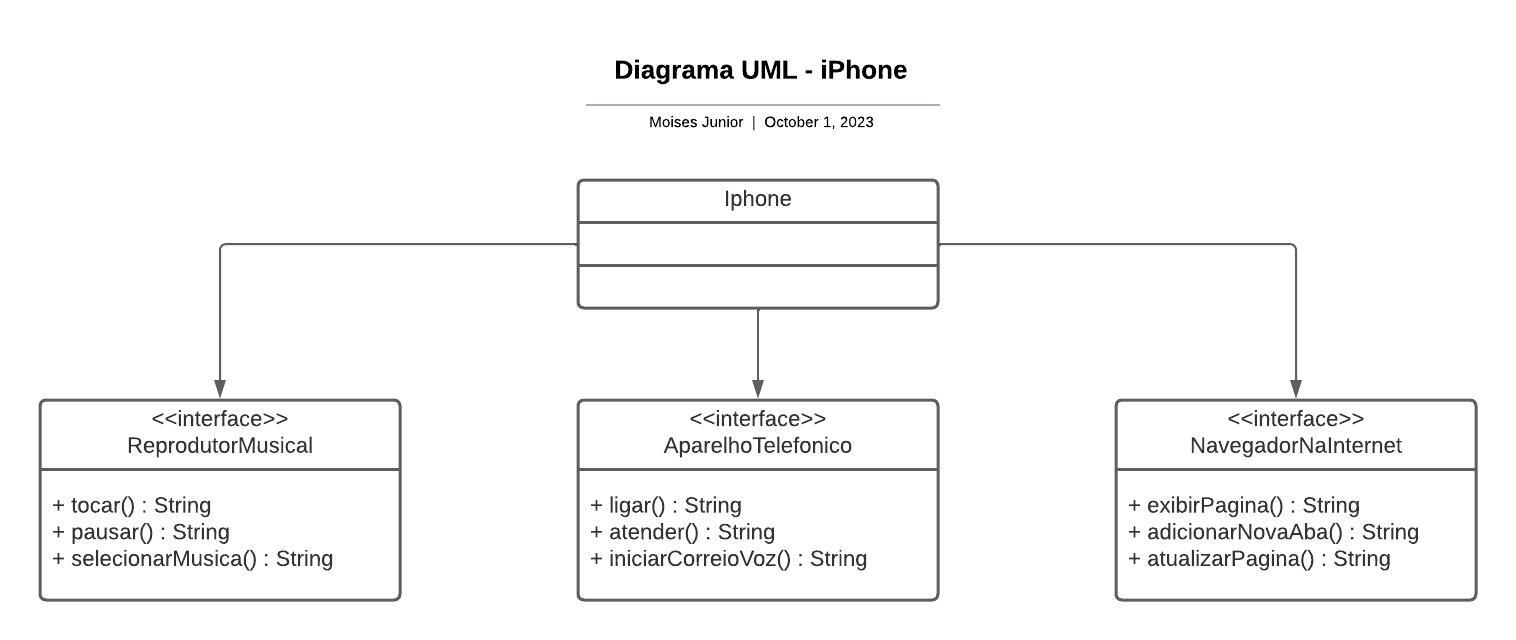 Diagrama UML - iPhone
Moises Junior | October 1, 2023
Iphone
<<interface>>
ReprodutorMusical
+ tocar() : String
+ pausar() : String
+ selecionarMusica() : String
<<interface>>
AparelhoTelefonico
+ ligar() : String
+ atender() : String
+ iniciarCorreioVoz() : String
<<interface>>
NavegadorNaInternet
+ exibirPagina() : String
+ adicionarNovaAba() : String
+ atualizarPagina() : String